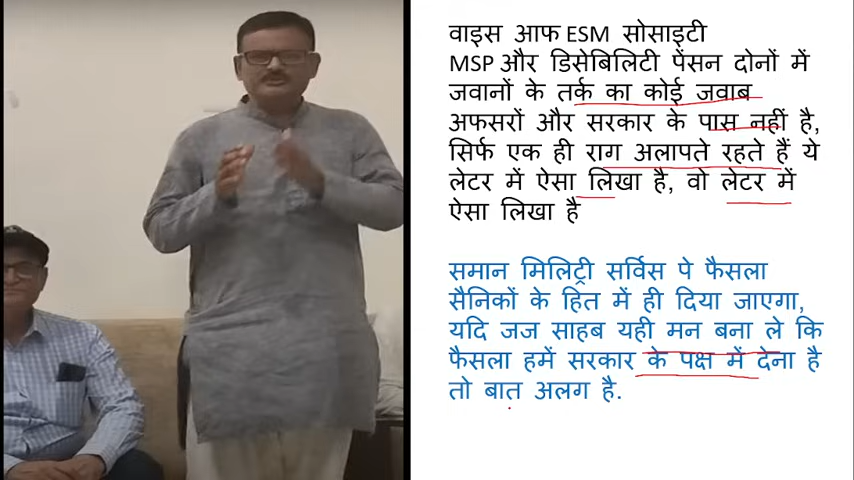 वाइस आफ ESM सोसाइटी
MSP और डिसेबिलिटी पेंसन दोनों में
जवानों के तर्क का कोई जवाब
अफसरों और सरकार के पास नहीं है,
सिर्फ एक ही राग अलापते रहते हैं ये
लेटर में ऐसा लिखा है, वो लेटर में
ऐसा लिखा है
समान मिलिट्री सर्विस पे फैसला
सैनिकों के हित में ही दिया जाएगा,
यदि जज साहब यही मन बना ले कि
फैसला हमें सरकार के पक्ष में देना है
तो बात अलग है.